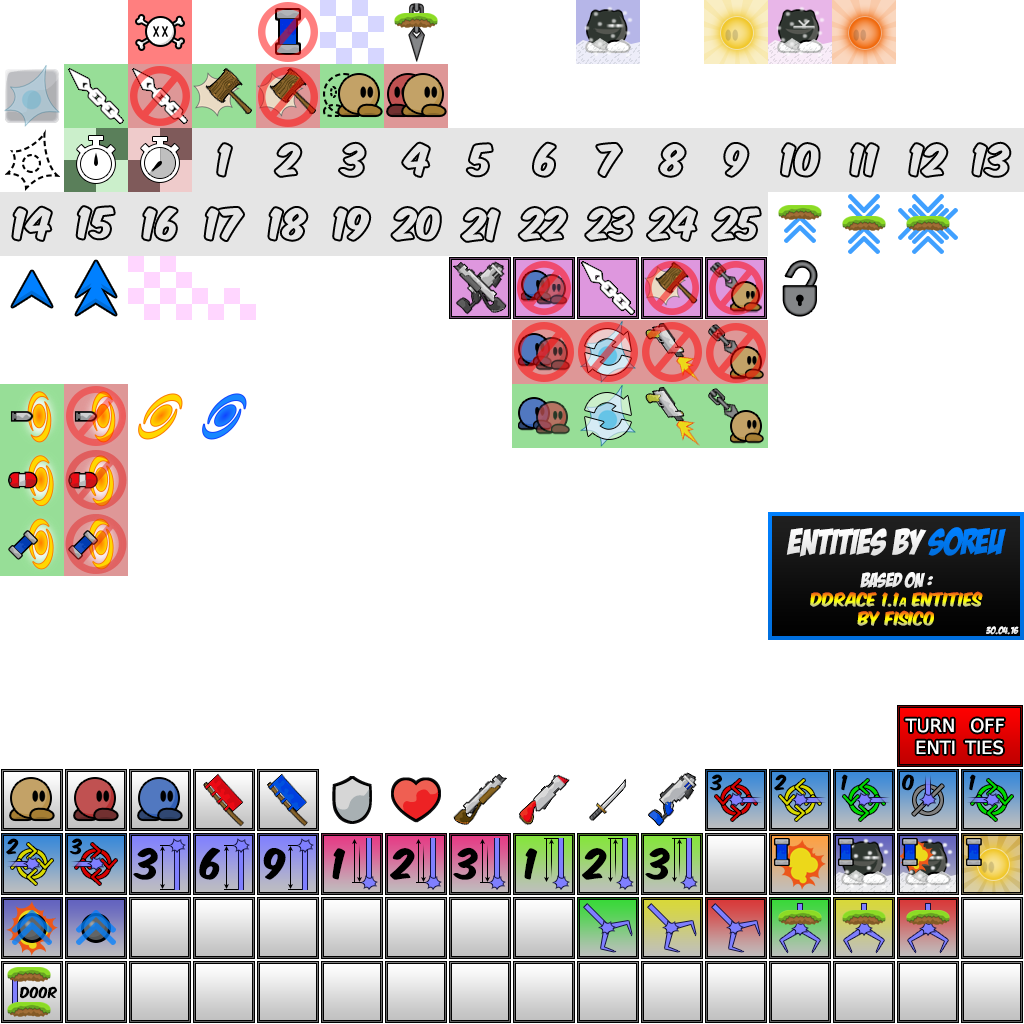 1 2 3 4 5 6 7 8 9 10 11 12 13
14 15 16 17 18 19 20 21 22 23 24 25
ENTITIES BY SOREU
BASED ON :
DDRACE 1.1A ENTITIES
BY FISICO
30.04.16
TURN OFF
ENTI TIES
3 2 1 0 1
2 3 3 6 9 1 2 3 1 2 3
DOOR